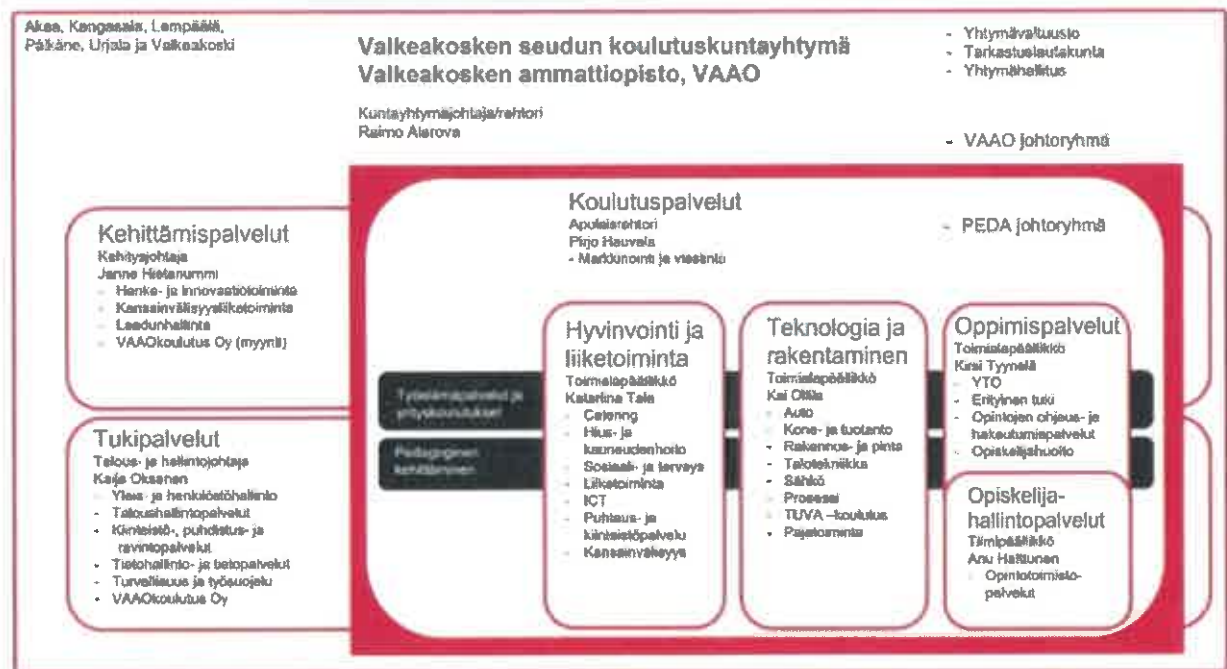 Akaa, Kangasala, Lempäälä,
Pälkäne, Urjala ja Valkeakoski
Valkeakosken seudun koulutuskuntayhtymä
Valkeakosken ammattiopisto, VAAO
Kuntayhtymäjohtaja/rehtori
Raimo Alarova
- Yhtymävaltuusto
- Tarkastuslautakunta
- Yhtymähallitus
- VAAO johtoryhmä
Koulutuspalvelut
Apulaisrehtori
Pirjo Hauvala
- Markkinointi ja viestintä
- PEDA johtoryhmä
Kehittämispalvelut
Kehitysjohtaja
Janne Hietanummi
- Hanke- ja innovaatiotoiminta
- Kansainvälisyysliiketoiminta
- Laadunhallinta
- VAAOkoulutus Oy (myynti)
Tukipalvelut
Talous- ja hallintojohtaja
Kaija Oksanen
- Yleis- ja henkilöstöhallinto
- Taloushallintopalvelut
- Kiinteistö-, puhdistus- ja
ravintopalvelut
- Tietohallinto- ja tietopalvelut
- Turvallisuus ja työsuojelu
- VAAOkoulutus Oy
Työelämäpalvelut ja
yrityskoulutukset
Pedagoginen
kehittäminen
Hyvinvointi ja
liiketoiminta
Toimialapäällikkö
Katariina Tala
- Catering
- Hius- ja
kauneudenhoito
- Sosiaali- ja terveys
- Liiketoiminta
- ICT
- Puhtaus- ja
kiinteistöpalvelu
- Kansainvälisyys
Teknologia ja
rakentaminen
Toimialapäällikkö
Kai Ollila
- Auto
- Kone- ja tuotanto
- Rakennus- ja pinta
- Talotekniikka
- Sähkö
- Prosessi
- TUVA –koulutus
- Pajatoiminta
Oppimispalvelut
Toimialapäällikkö
Kirsi Tyynelä
- YTO
- Erityinen tuki
- Opintojen ohjaus- ja
hakeutumispalvelut
- Opiskelijahuolto
Opiskelija-
hallintopalvelut
Tiimipäällikkö
Anu Halttunen
- Opintotoimisto-
palvelut